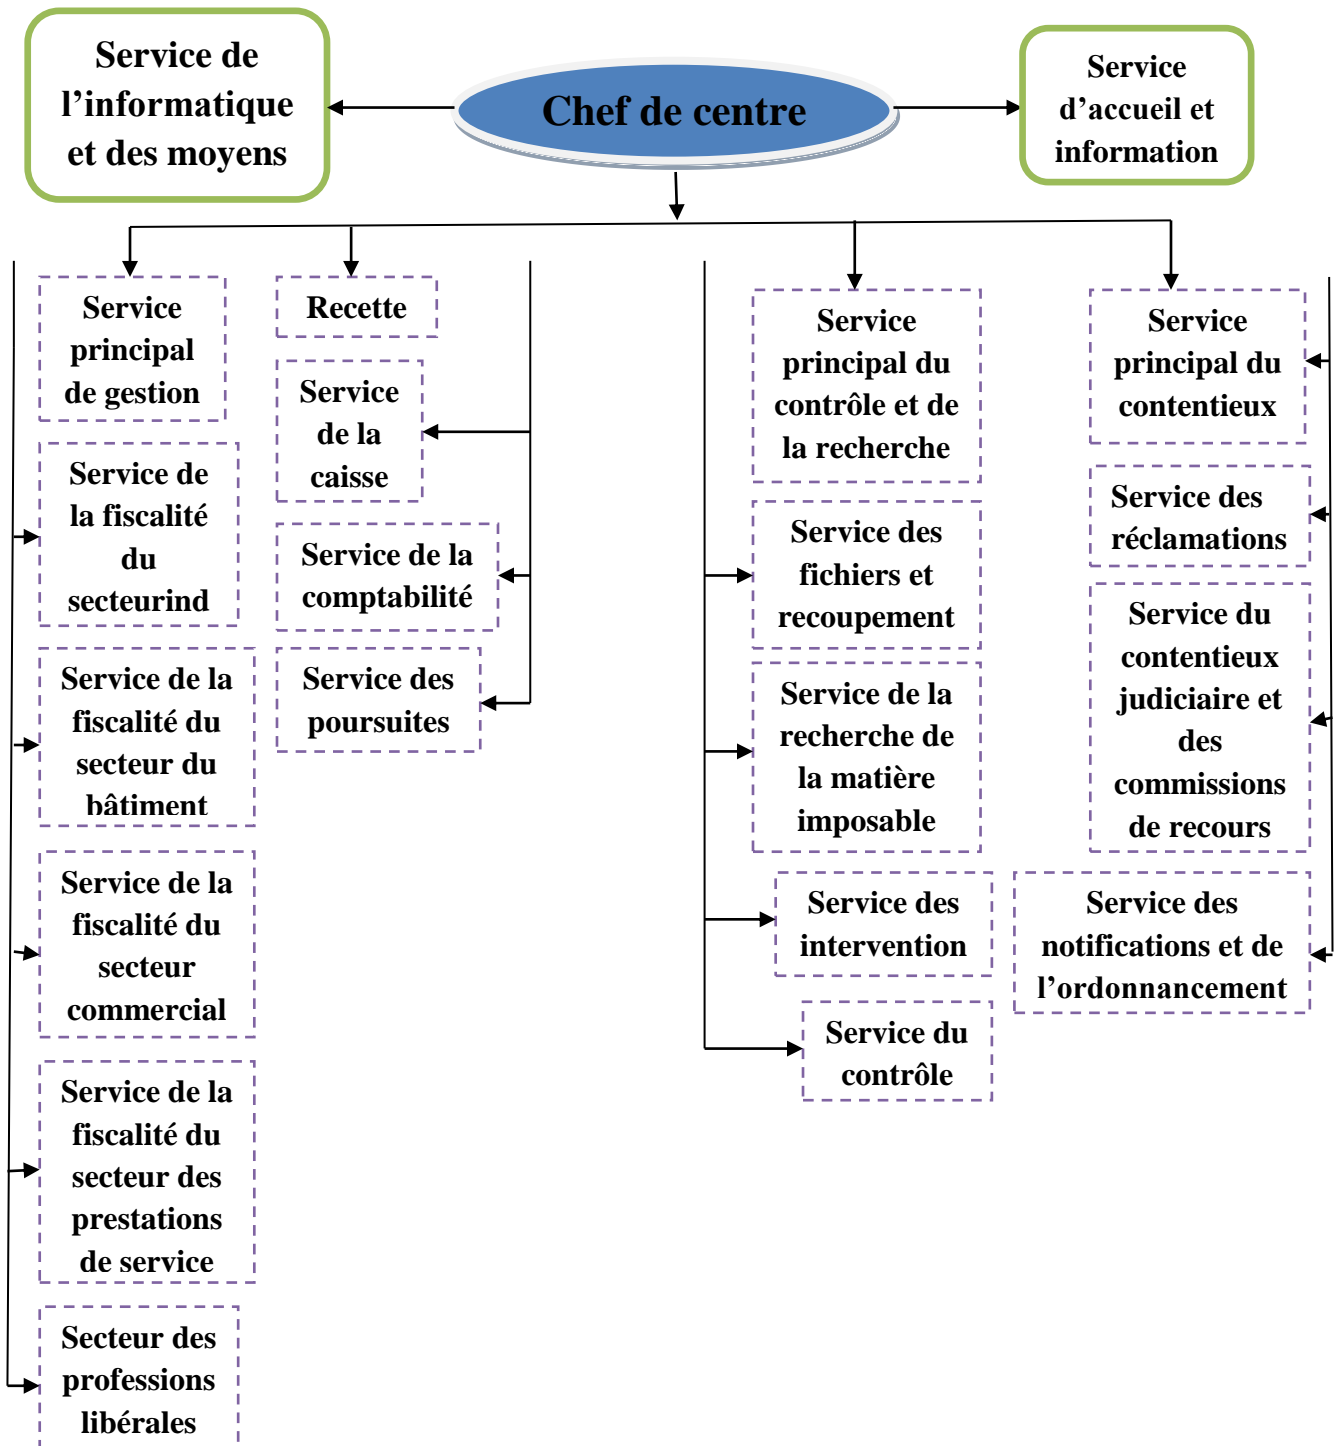 Service de
l’informatique
et des moyens
Chef de centre
Service
d’accueil et
information
Service
principal
de gestion
Service de
la fiscalité
du
secteurind
Service de la
fiscalité du
secteur du
bâtiment
Service de la
fiscalité du
secteur
commercial
Service de la
fiscalité du
secteur des
prestations
de service
Secteur des
professions
libérales
Recette
Service
de la
caisse
Service de la
comptabilité
Service des
poursuites
Service
principal du
contrôle et de
la recherche
Service des
fichiers et
recoupement
Service de la
recherche de
la matière
imposable
Service des
intervention
Service du
contrôle
Service
principal du
contentieux
Service des
réclamations
Service du
contentieux
judiciaire et
des
commissions
de recours
Service des
notifications et de
l’ordonnancement